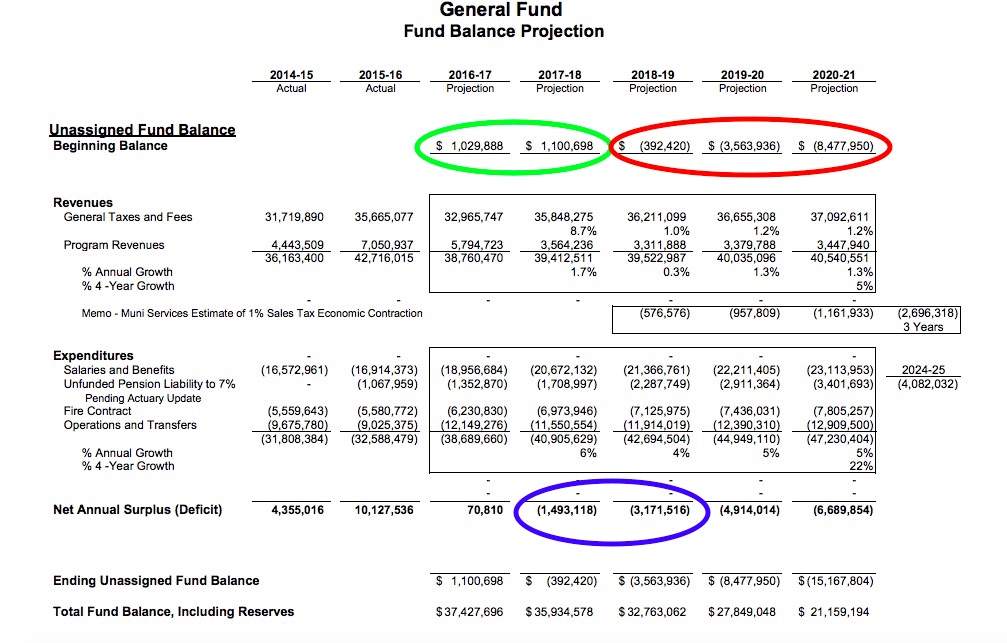 General Fund
Fund Balance Projection
2014-15 2015-16 2016-17 2017-18 2018-19 2019-20 2020-21
Actual Actual Projection Projection Projection Projection Projection
Unassigned Fund Balance
Beginning Balance $ 1,029,888 $ 1,100,698 $ (392,420) $ (3,563,936) $ (8,477,950)
Revenues
General Taxes and Fees 31,719,890 35,665,077 32,965,747 35,848,275 36,211,099 36,655,308 37,092,611
8.7% 1.0% 1.2% 1.2%
Program Revenues 4,443,509 7,050,937 5,794,723 3,564,236 3,311,888 3,379,788 3,447,940
36,163,400 42,716,015 38,760,470 39,412,511 39,522,987 40,035,096 40,540,551
% Annual Growth 1.7% 0.3% 1.3% 1.3%
% 4 -Year Growth 5%
- - - - - - -
Memo - Muni Services Estimate of 1% Sales Tax Economic Contraction (576,576) (957,809) (1,161,933) (2,696,318)
3 Years
Expenditures - - - - - - -
Salaries and Benefits (16,572,961) (16,914,373) (18,956,684) (20,672,132) (21,366,761) (22,211,405) (23,113,953) 2024-25
Unfunded Pension Liability to 7% - (1,067,959) (1,352,870) (1,708,997) (2,287,749) (2,911,364) (3,401,693) (4,082,032)
Pending Actuary Update
Fire Contract (5,559,643) (5,580,772) (6,230,830) (6,973,946) (7,125,975) (7,436,031) (7,805,257)
Operations and Transfers (9,675,780) (9,025,375) (12,149,276) (11,550,554) (11,914,019) (12,390,310) (12,909,500)
(31,808,384) (32,588,479) (38,689,660) (40,905,629) (42,694,504) (44,949,110) (47,230,404)
% Annual Growth 6% 4% 5% 5%
% 4 -Year Growth 22%
- - - - -
- - - - -
Net Annual Surplus (Deficit) 4,355,016 10,127,536 70,810 (1,493,118) (3,171,516) (4,914,014) (6,689,854)
Ending Unassigned Fund Balance $ 1,100,698 $ (392,420) $ (3,563,936) $ (8,477,950) $ (15,167,804)
Total Fund Balance, Including Reserves $ 37,427,696 $ 35,934,578 $ 32,763,062 $ 27,849,048 $ 21,159,194